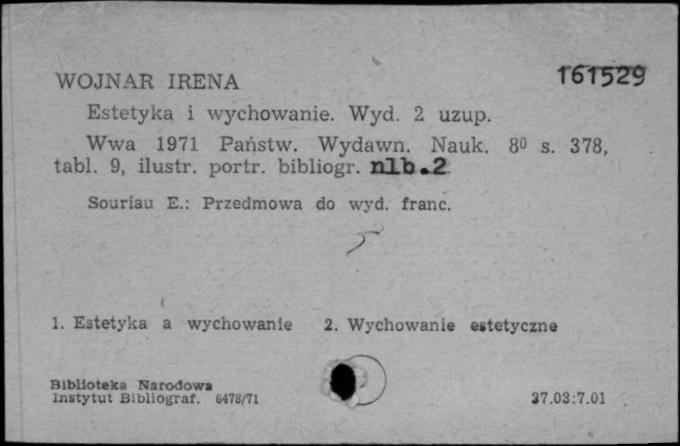 WOJNAR IRENA 161529
Estetyka i wychowanie. Wyd. 2 uzup.
Wwa 1971 Państw. Wydawn. Nauk. 8⁰ s. 378,
tabl. 9, ilustr. portr. bibliogr. nlb.2
Souriau E.: Przedmowa do wyd. franc.
5
1. Estetyka a wychowanie 2. Wychowanie estetyczne
Biblioteka Narodowa
Instytut Bibliograf. 6478/71 37.03:7.01